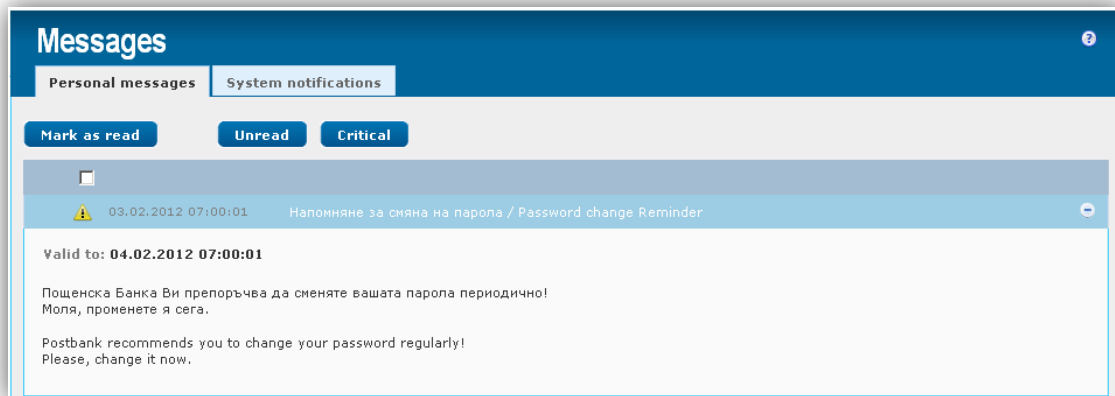 Messages
Personal messages
System notifications
Mark as read
Unread
Critical
03.02.2012 07:00:01 Напомняне за смяна на парола / Password change Reminder
Valid to: 04.02.2012 07:00:01
Пощенска Банка Ви препоръчва да сменяте вашата парола периодично!
Моля, променете я сега.
Postbank recommends you to change your password regularly!
Please, change it now.